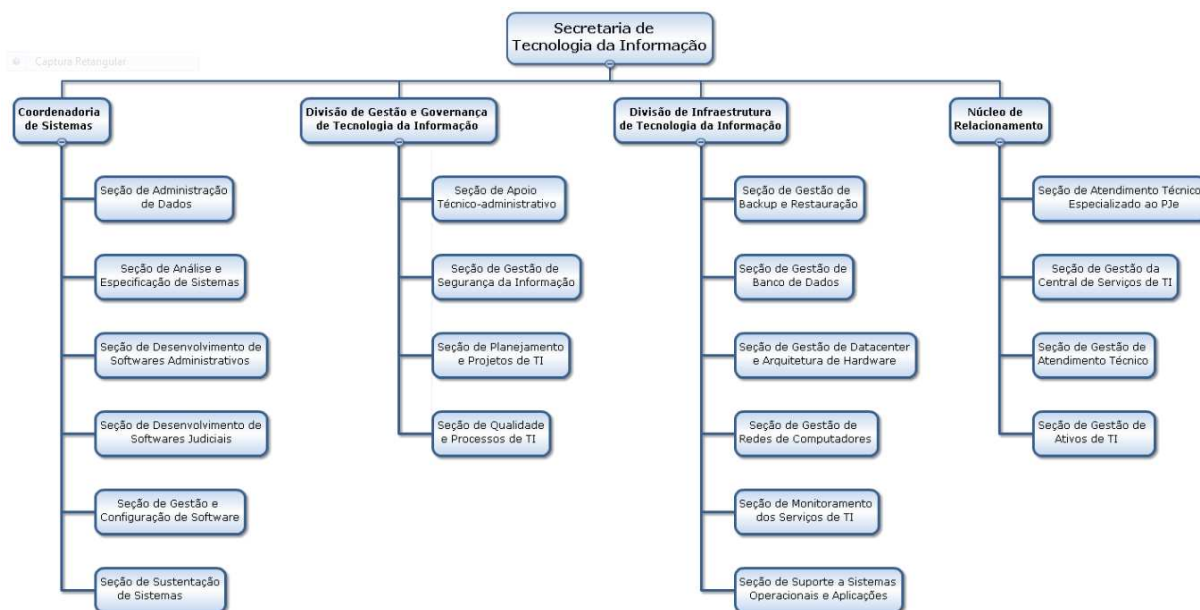 Secretaria de
Tecnologia da Informação
Captura Retangular
Coordenadoria
de Sistemas
Seção de Administração
de Dados
Seção de Análise e
Especificação de Sistemas
Seção de Desenvolvimento de
Softwares Administrativos
Seção de Desenvolvimento de
Softwares Judiciais
Seção de Gestão e
Configuração de Software
Seção de Sustentação
de Sistemas
Divisão de Gestão e Governança
de Tecnologia da Informação
Seção de Apoio
Técnico-administrativo
Seção de Gestão de
Segurança da Informação
Seção de Planejamento
e Projetos de TI
Seção de Qualidade
e Processos de TI
Divisão de Infraestrutura
de Tecnologia da Informação
Seção de Gestão de
Backup e Restauração
Seção de Gestão de
Banco de Dados
Seção de Gestão de Datacenter
e Arquitetura de Hardware
Seção de Gestão de
Redes de Computadores
Seção de Monitoramento
dos Serviços de TI
Seção de Suporte a Sistemas
Operacionais e Aplicações
Núcleo de
Relacionamento
Seção de Atendimento Técnico
Especializado ao PJe
Seção de Gestão da
Central de Serviços de TI
Seção de Gestão de
Atendimento Técnico
Seção de Gestão de
Ativos de TI